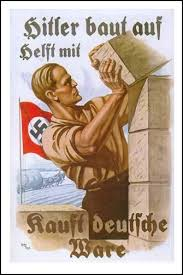 Hitler baut auf
Helft mit
Kauft deutsche
Ware